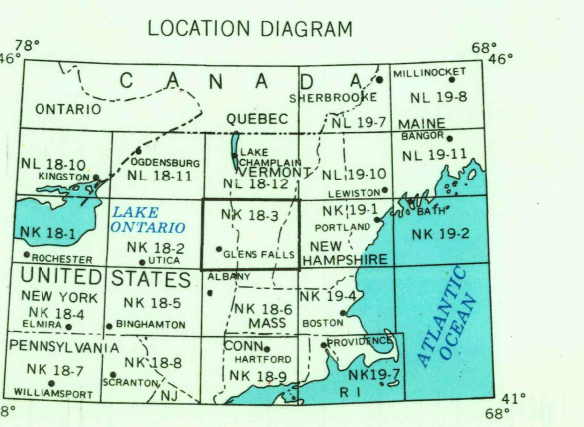 LOCATION DIAGRAM
78°
68°
46°
46°
C A N A D A
MILLINOCKET
ONTARIO
SHERBROOKE
NL 19-8
QUEBEC
NL 19-7
MAINE
BANGOR
NL 18-10
OGDENSBURG
LAKE
CHAMPLAIN
NL 19-11
KINGSTON
NL 18-11
VERMONT
NL 19-10
NL 18-12
LEWISTON
LAKE
ONTARIO
NK 18-3
NK 19-1
BATH
PORTLAND
NK 18-1
NK 18-2
GLENS FALLS
NEW
HAMPSHIRE
NK 19-2
ROCHESTER
UTICA
UNITED STATES
ALBANY
NEW YORK
NK 18-4
NK 18-5
NK 18-6
NK 19-4
ATLANTIC
OCEAN
ELMIRA
BINGHAMTON
MASS
BOSTON
PENNSYLVANIA
CONN
PROVIDENCE
HARTFORD
NK 18-7
NK 18-8
NK 18-9
NK19-7
WILLIAMSPORT
SCRANTON
NJ
R I
41°
8°
68°